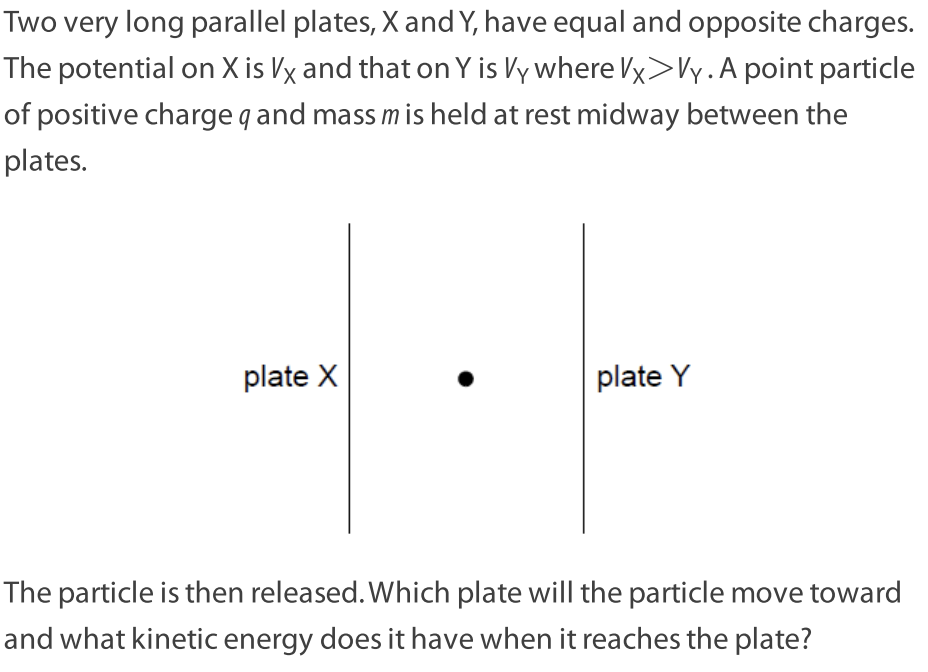 Two very long parallel plates, X and Y, have equal and opposite charges.
The potential on X is V_X and that on Y is V_Y where V_X>V_Y. A point particle
of positive charge q and mass m is held at rest midway between the
plates.
plate X
plate Y
The particle is then released. Which plate will the particle move toward
and what kinetic energy does it have when it reaches the plate?